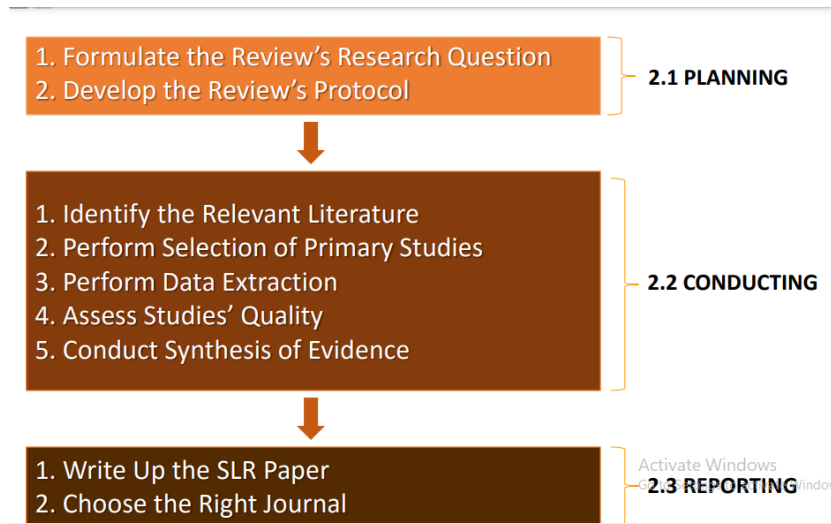 1. Formulate the Review's Research Question
2. Develop the Review's Protocol
2.1 PLANNING
1. Identify the Relevant Literature
2. Perform Selection of Primary Studies
3. Perform Data Extraction
4. Assess Studies' Quality
5. Conduct Synthesis of Evidence
2.2 CONDUCTING
1. Write Up the SLR Paper
2. Choose the Right Journal
Activate Windows
2.3 REPORTING